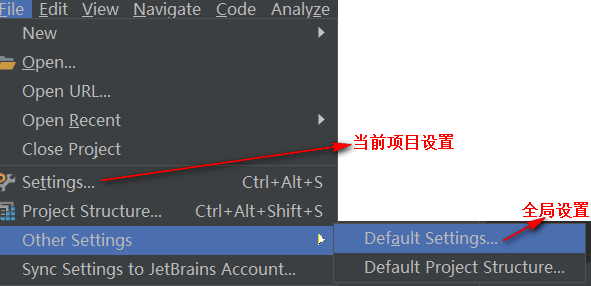 File Edit View Navigate Code Analyze
New
Open...
Open URL...
Open Recent
Close Project
当前项目设置
Settings... Ctrl+Alt+S
Project Structure... Ctrl+Alt+Shift+S
全局设置
Other Settings
Default Settings...
Sync Settings to JetBrains Account...
Default Project Structure...